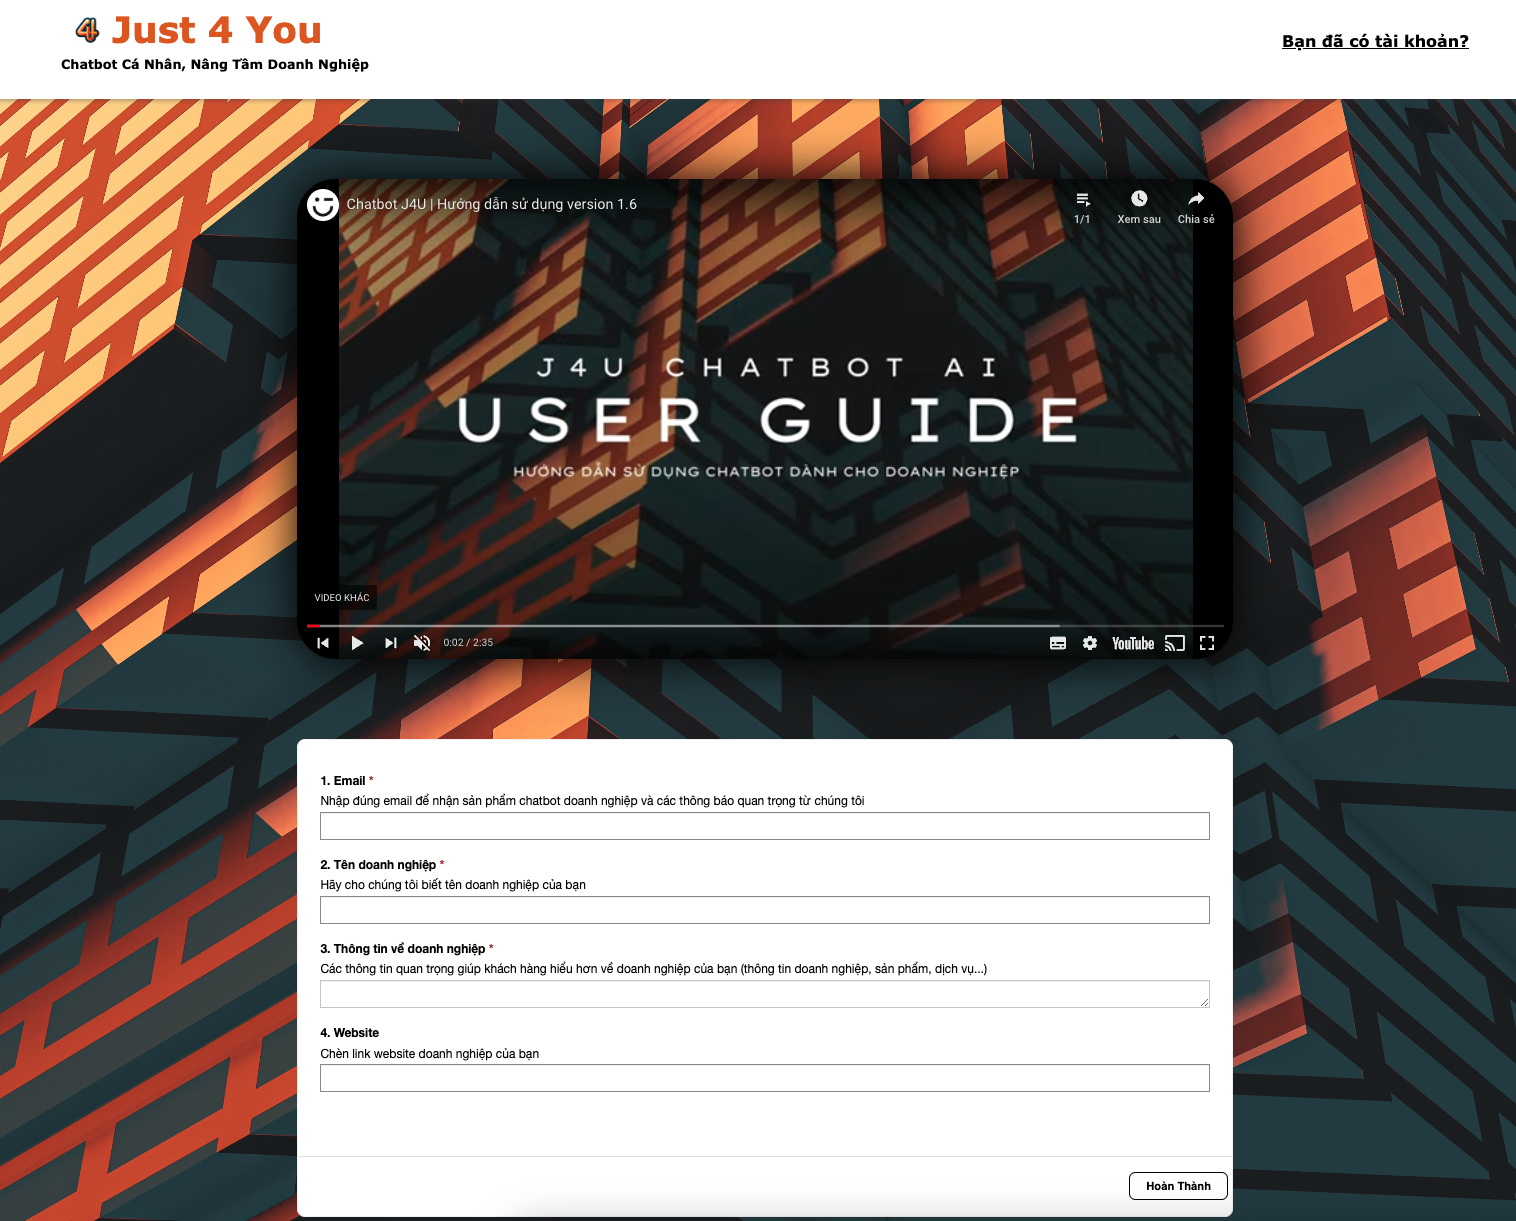 4 Just 4 You
Chatbot Cá Nhân, Nâng Tầm Doanh Nghiệp
Bạn đã có tài khoản?
Chatbot J4U | Hướng dẫn sử dụng version 1.6
1/1
Xem sau
Chia sẻ
J4U CHATBOT AI
USER GUIDE
HƯỚNG DẪN SỬ DỤNG CHATBOT DÀNH CHO DOANH NGHIỆP
VIDEO KHÁC
0:02 / 2:35
YouTube
1. Email *
Nhập đúng email để nhận sản phẩm chatbot doanh nghiệp và các thông báo quan trọng từ chúng tôi
2. Tên doanh nghiệp *
Hãy cho chúng tôi biết tên doanh nghiệp của bạn
3. Thông tin về doanh nghiệp *
Các thông tin quan trọng giúp khách hàng hiểu hơn về doanh nghiệp của bạn (thông tin doanh nghiệp, sản phẩm, dịch vụ...)
4. Website
Chèn link website doanh nghiệp của bạn
Hoàn Thành